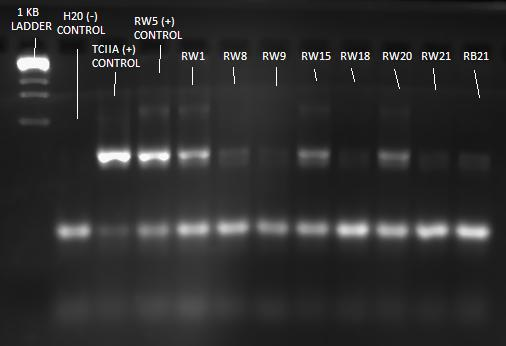 1 KB
LADDER
H20 (-)
CONTROL
TCIIA (+)
CONTROL
RW5 (+)
CONTROL
RW1
RW8
RW9
RW15
RW18
RW20
RW21
RB21